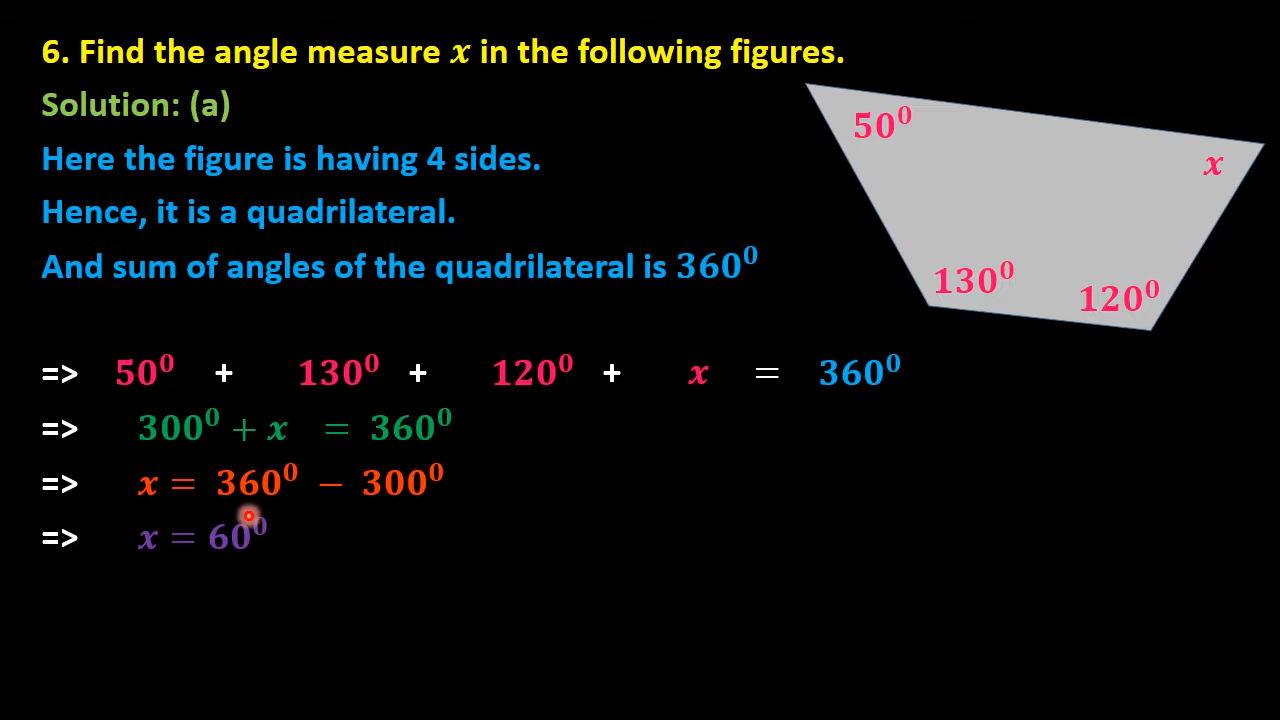 6. Find the angle measure x in the following figures.
Solution: (a)
Here the figure is having 4 sides.
Hence, it is a quadrilateral.
And sum of angles of the quadrilateral is 360⁰
50⁰
x
130⁰
120⁰
=> 50⁰ + 130⁰ + 120⁰ + x = 360⁰
=> 300⁰ + x = 360⁰
=> x = 360⁰ − 300⁰
=> x = 60⁰